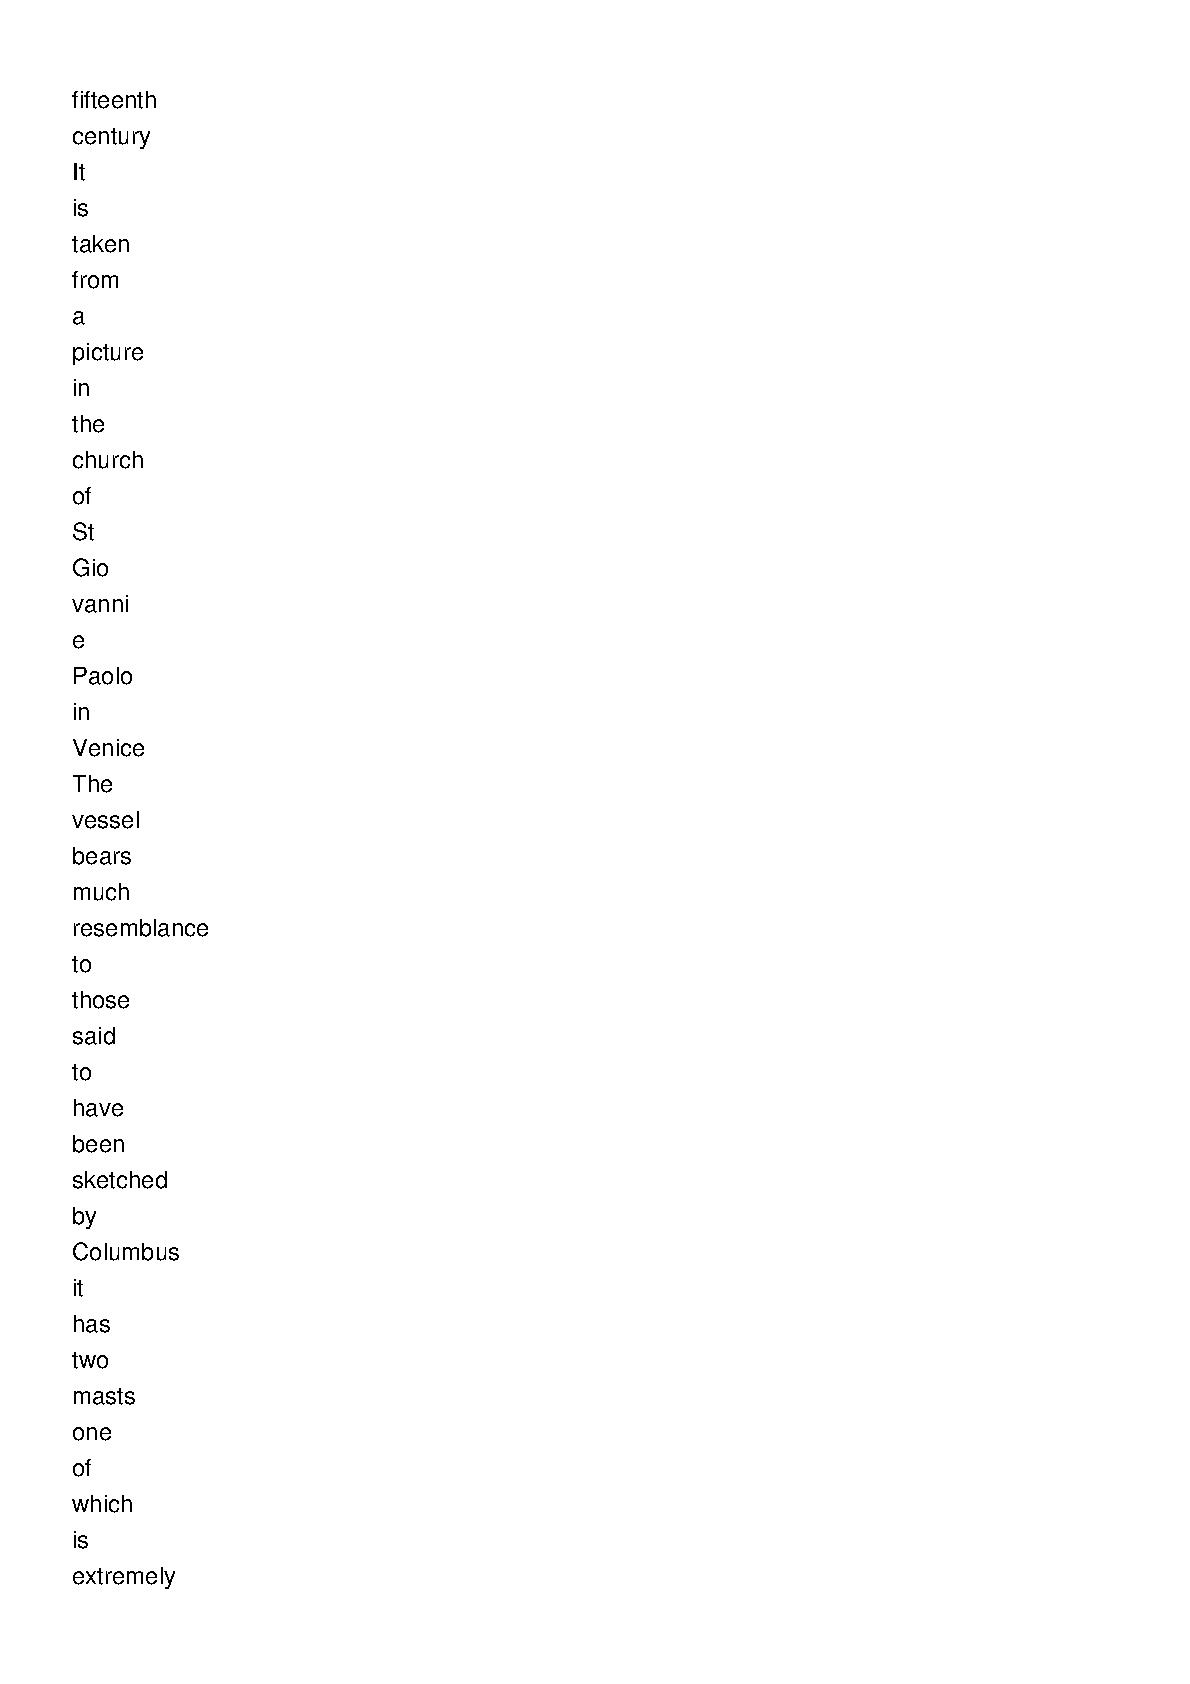 fifteenth
century
It
is
taken
from
a
picture
in
the
church
of
St
Gio
vanni
e
Paolo
in
Venice
The
vessel
bears
much
resemblance
to
those
said
to
have
been
sketched
by
Columbus
it
has
two
masts
one
of
which
is
extremely